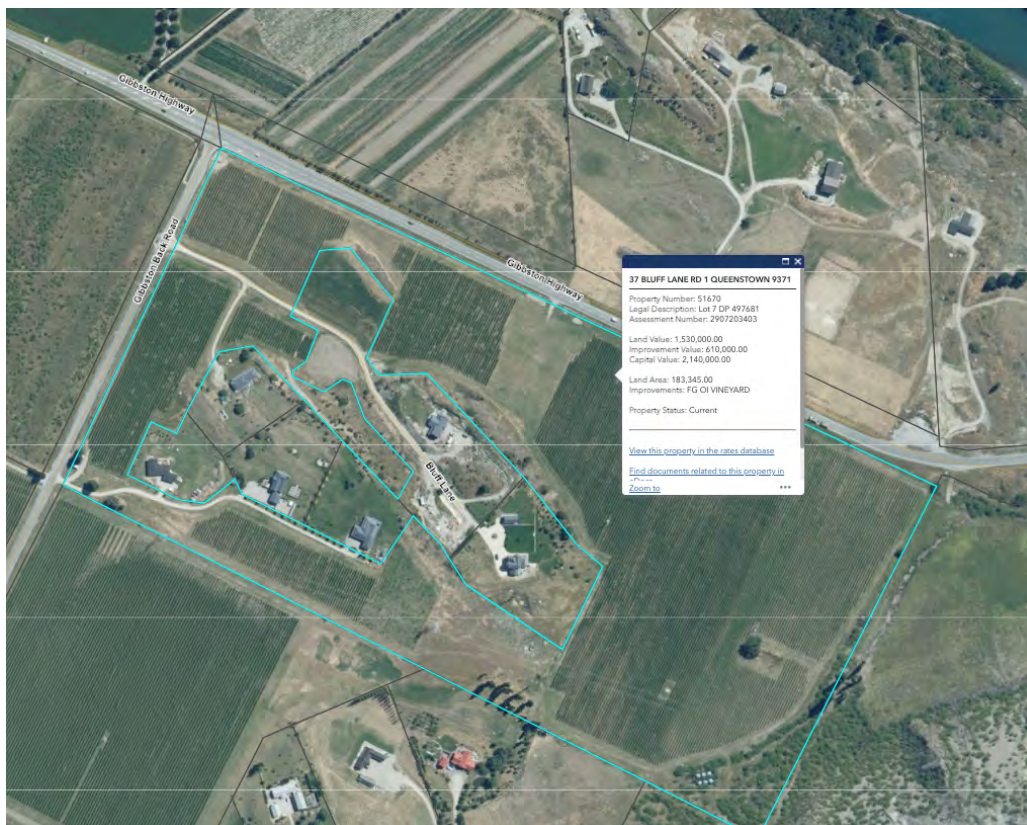 Gibbston Highway
Gibbston Back Road
Gibbston Highway
Bluff Lane
37 BLUFF LANE RD 1 QUEENSTOWN 9371
Property Number: 51670
Legal Description: Lot 7 DP 497681
Assessment Number: 2907203403
Land Value: 1,530,000.00
Improvement Value: 610,000.00
Capital Value: 2,140,000.00
Land Area: 183,345.00
Improvements: FG OI VINEYARD
Property Status: Current
View this property in the rates database
Find documents related to this property in
Zoom to